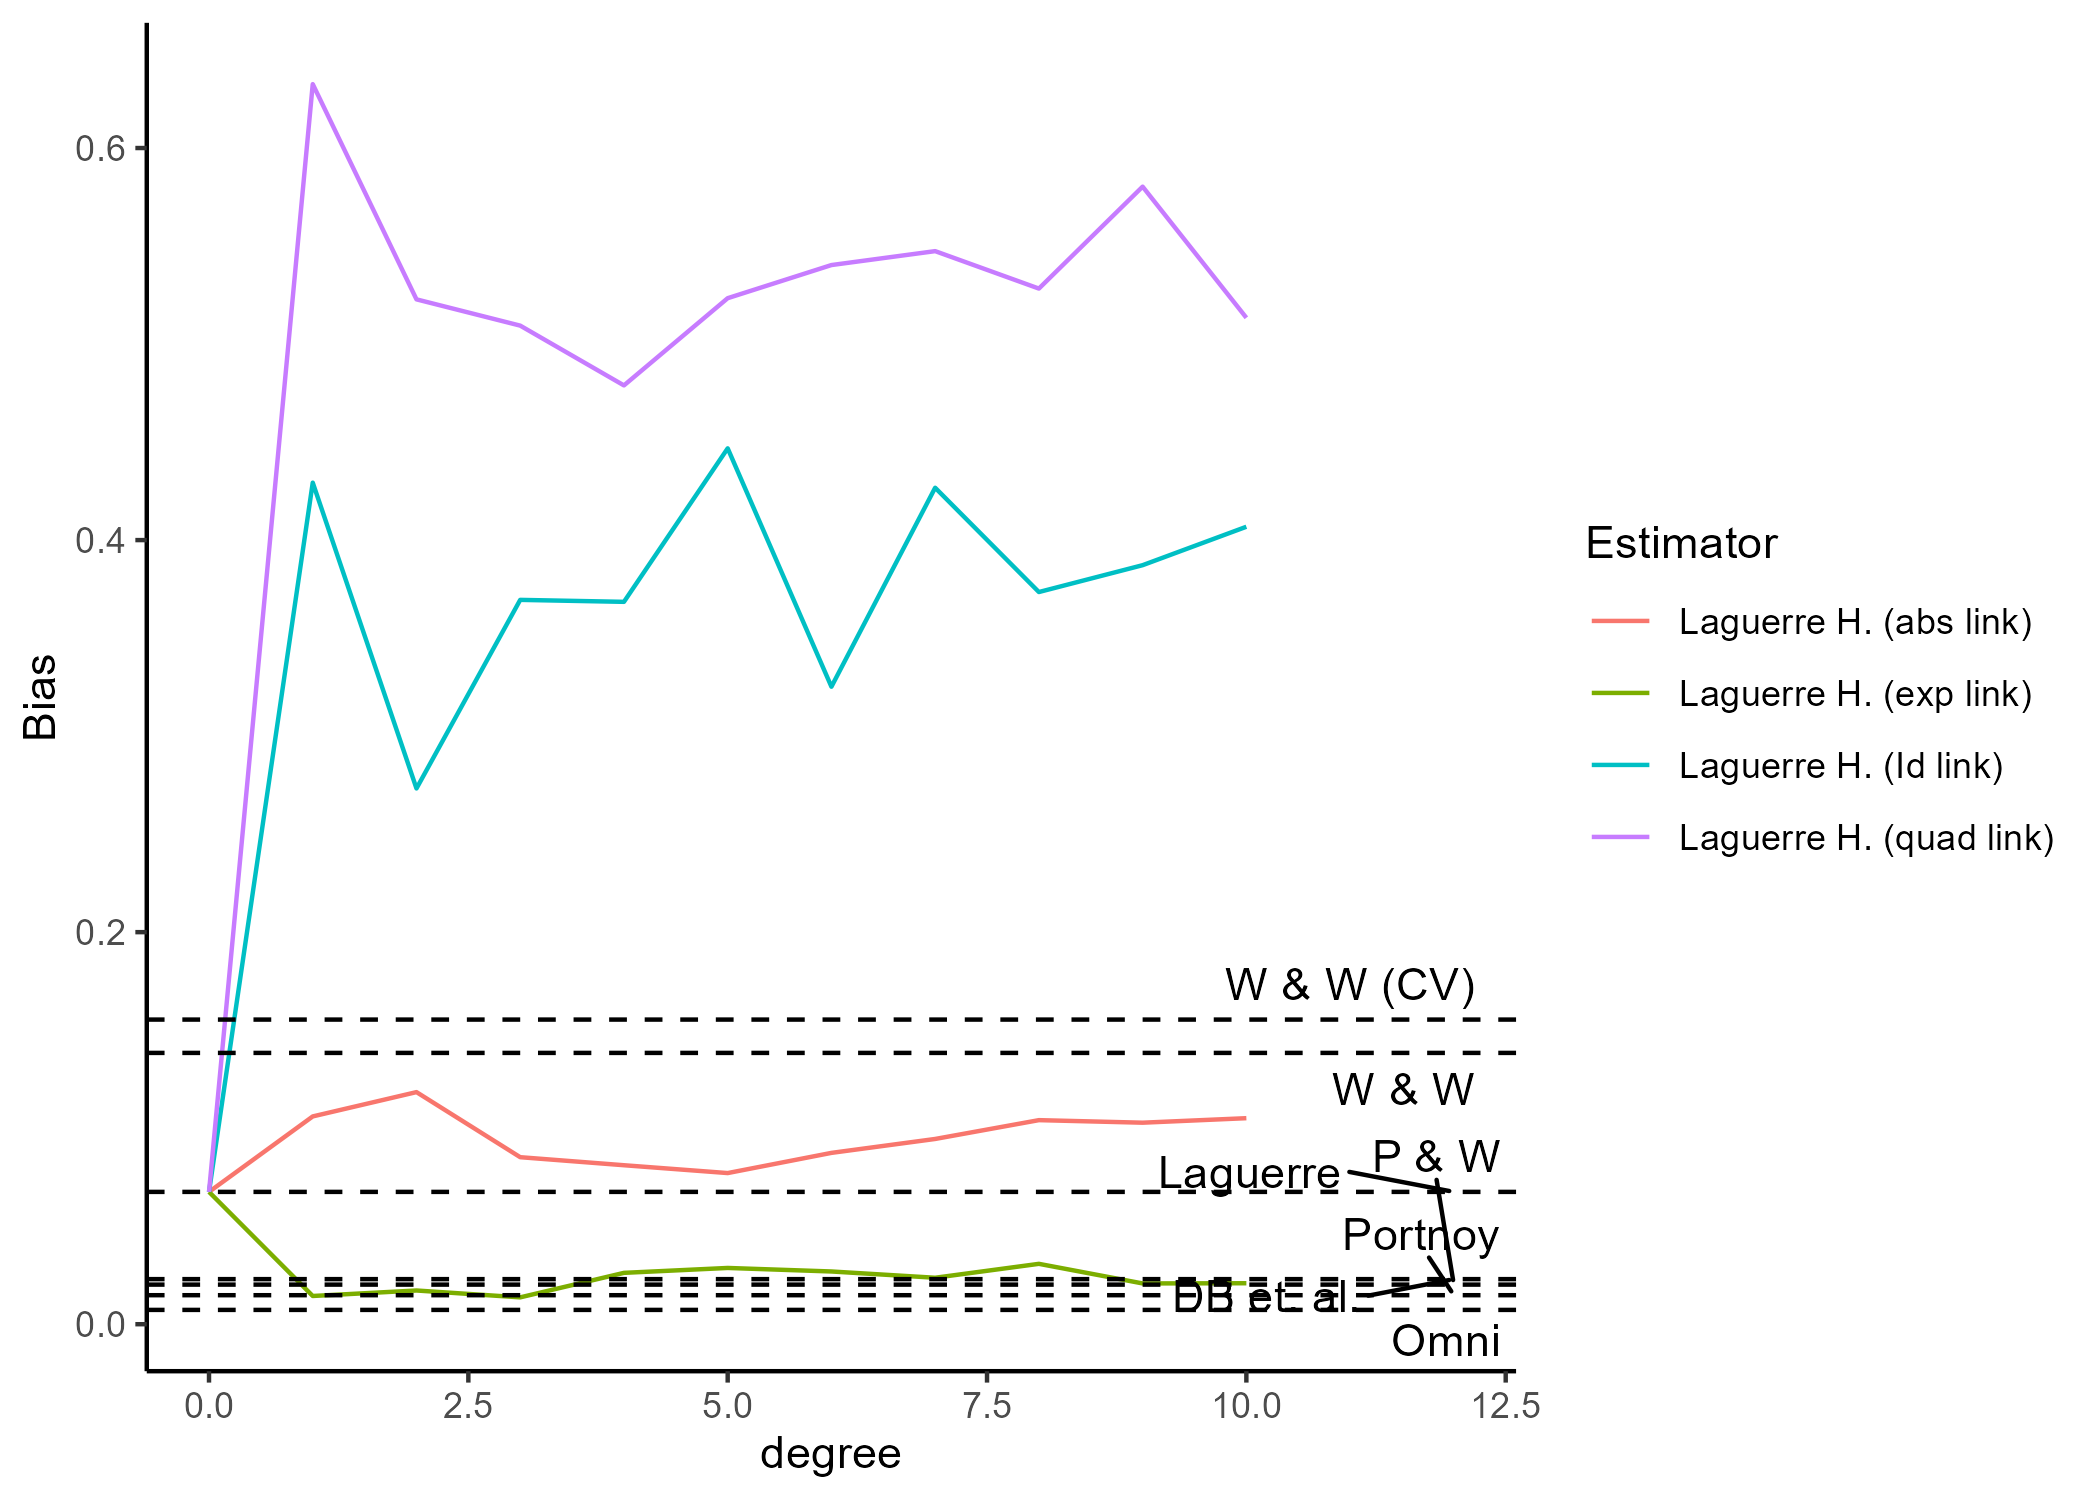 0.6
0.4
0.2
0.0
Bias
0.0
2.5
5.0
7.5
10.0
12.5
degree
W & W (CV)
W & W
P & W
Laguerre
Portnoy
DB et. al.
Omni
Estimator
Laguerre H. (abs link)
Laguerre H. (exp link)
Laguerre H. (Id link)
Laguerre H. (quad link)